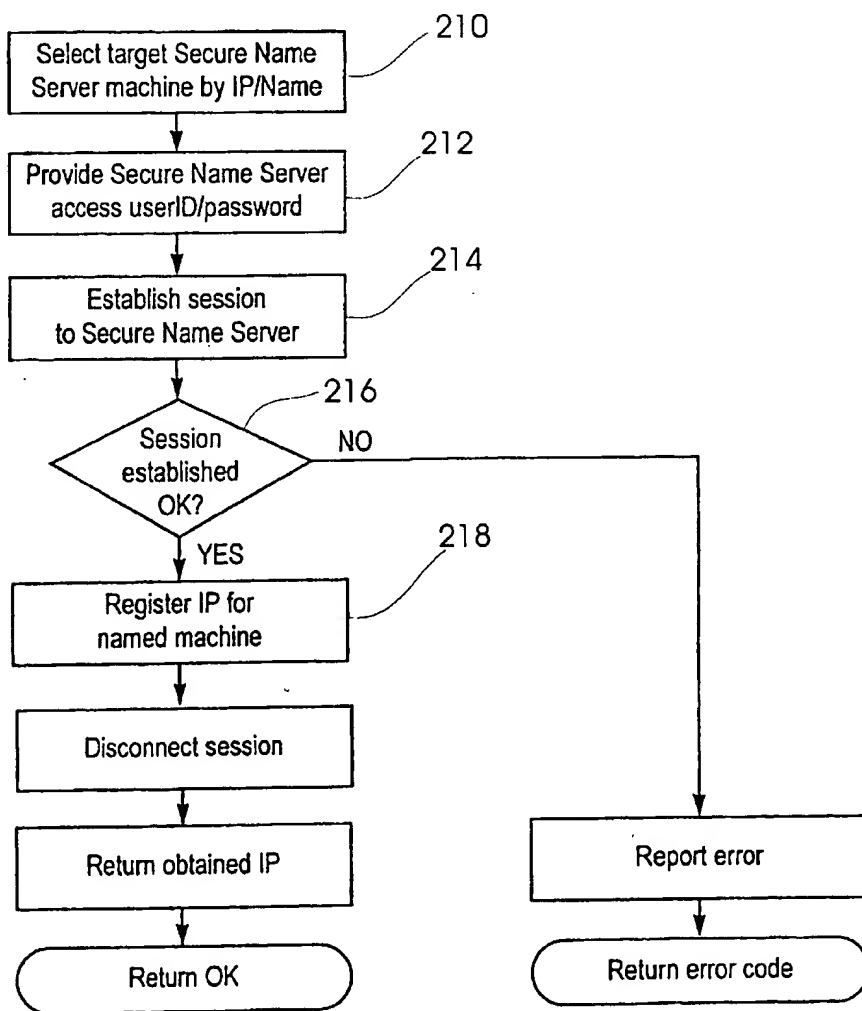 210
Select target Secure Name
Server machine by IP/Name
212
Provide Secure Name Server
access userID/password
214
Establish session
to Secure Name Server
216
Session
established
OK?
NO
YES
218
Register IP for
named machine
Disconnect session
Return obtained IP
Report error
Return OK
Return error code